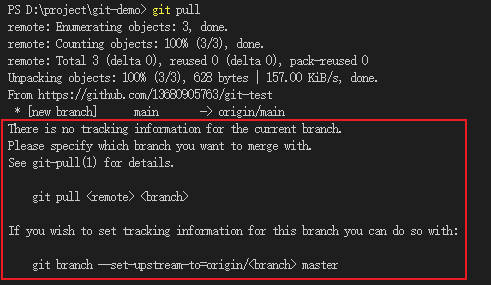 PS D:\project\git-demo> git pull
remote: Enumerating objects: 3, done.
remote: Counting objects: 100% (3/3), done.
remote: Total 3 (delta 0), reused 0 (delta 0), pack-reused 0
Unpacking objects: 100% (3/3), 628 bytes | 157.00 KiB/s, done.
From https://github.com/13680905763/git-test
 * [new branch]      main       -> origin/main
There is no tracking information for the current branch.
Please specify which branch you want to merge with.
See git-pull(1) for details.
    git pull <remote> <branch>
If you wish to set tracking information for this branch you can do so with:
    git branch --set-upstream-to=origin/<branch> master